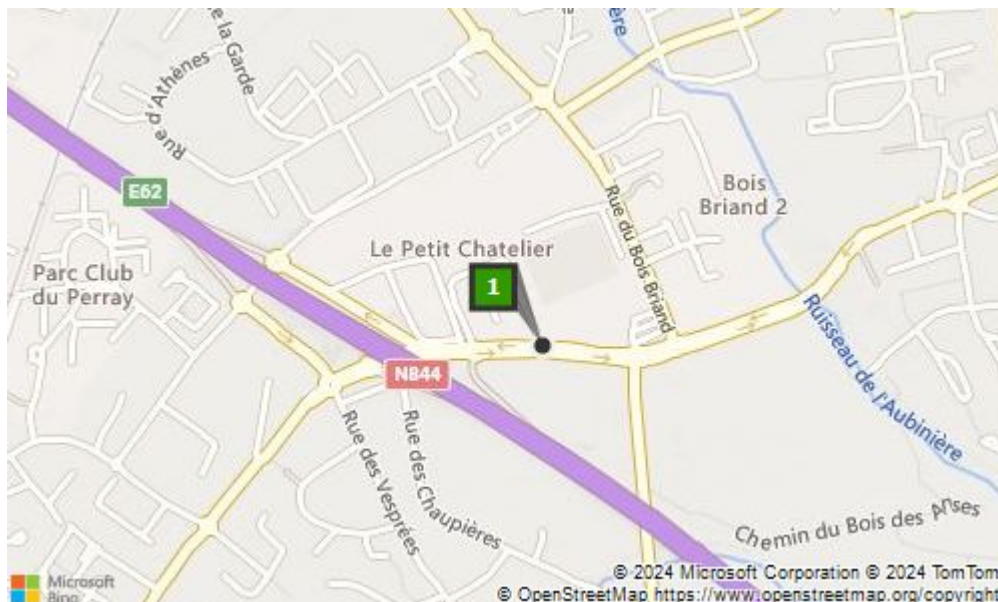 de la Garde
Rue d'Athènes
E62
Bois
Briand 2
Rue du Bois Briand
Le Petit Chatelier
1
Parc Club
du Perray
Ruisseau de l'Aubinière
N844
Rue des Vesprées
Rue des Chaupières
Chemin du Bois des Anses
Microsoft
Bing
© 2024 Microsoft Corporation © 2024 TomTom
© OpenStreetMap https://www.openstreetmap.org/copyright